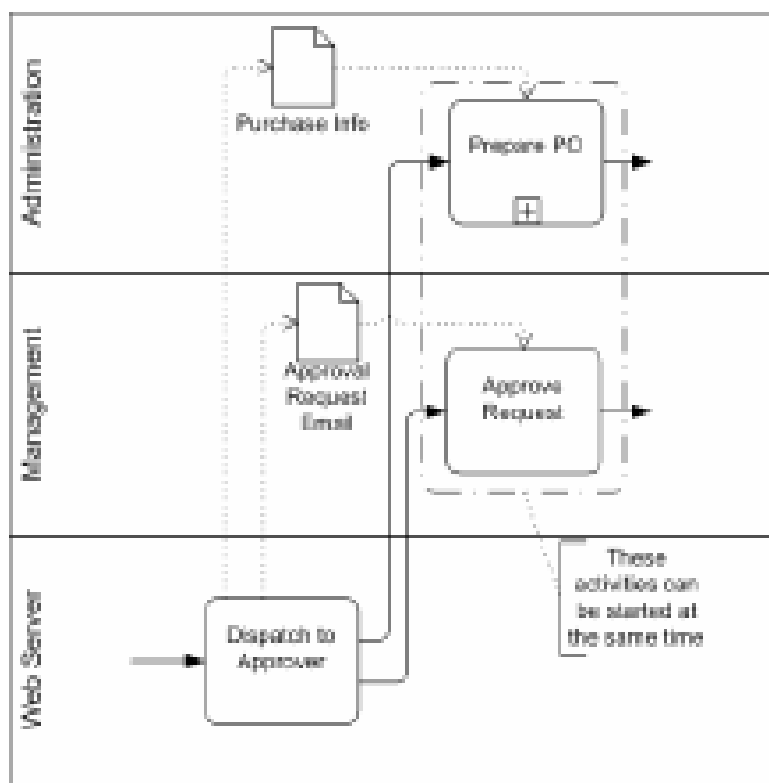 Administration
Purchase Info
Prepare PO
Management
Approval
Request
Email
Approve
Request
Web Server
Dispatch to
Approver
These
activities can
be started at
the same time